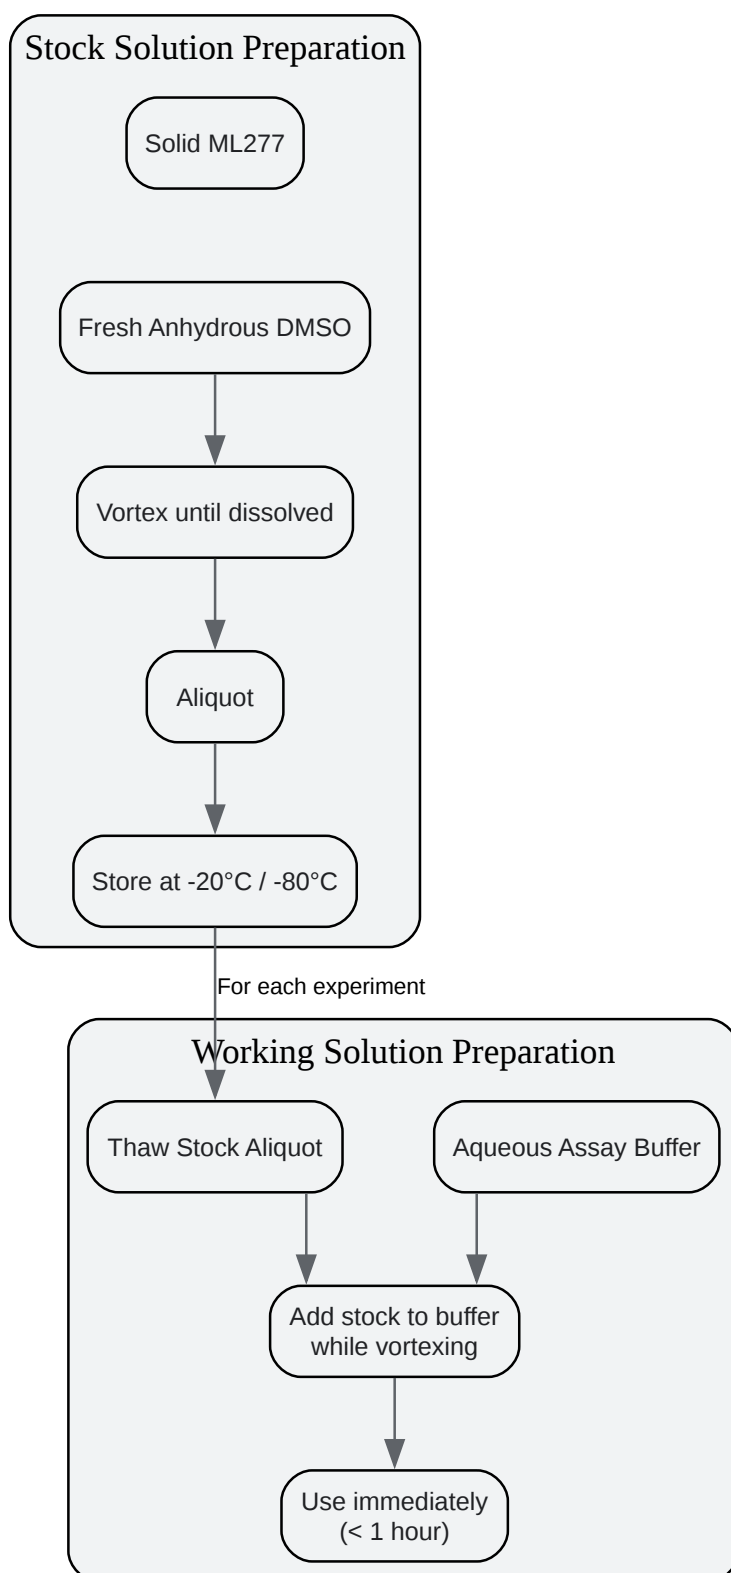 Stock Solution Preparation
Solid ML277
Fresh Anhydrous DMSO
Vortex until dissolved
Aliquot
Store at -20°C / -80°C
For each experiment
Working Solution Preparation
Thaw Stock Aliquot
Aqueous Assay Buffer
Add stock to buffer
while vortexing
Use immediately
(< 1 hour)